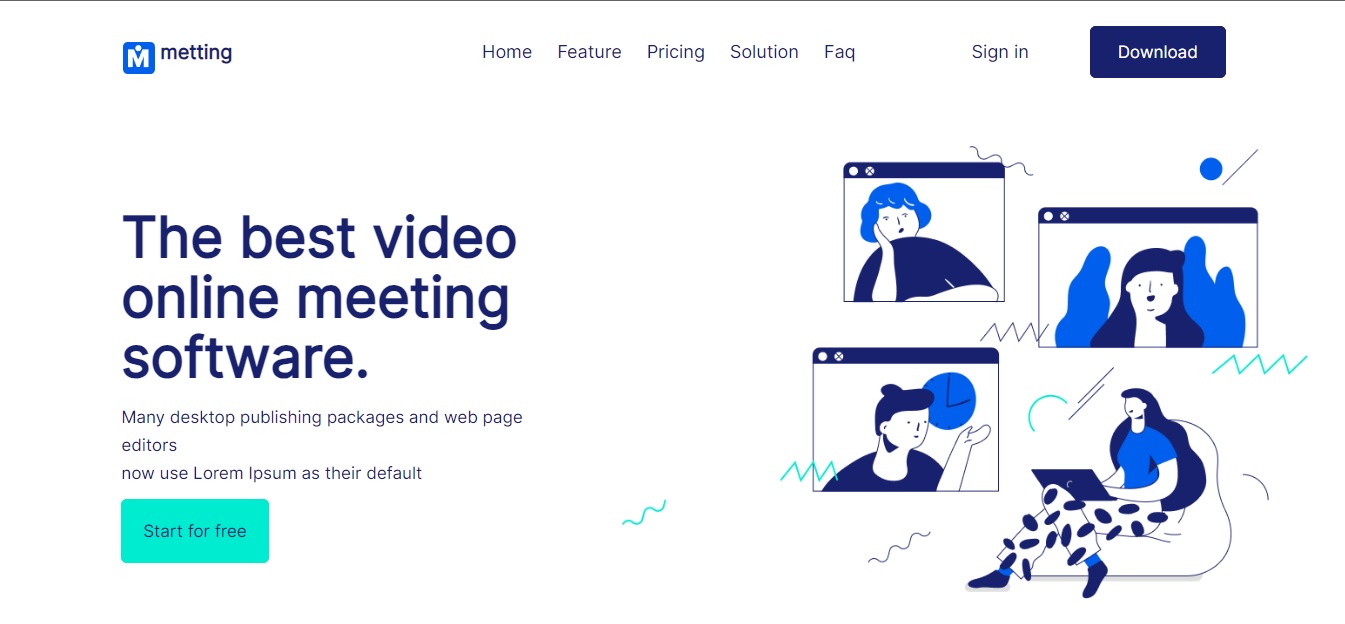 metting
Home Feature Pricing Solution Faq Sign in Download
The best video
online meeting
software.
Many desktop publishing packages and web page
editors
now use Lorem Ipsum as their default
Start for free